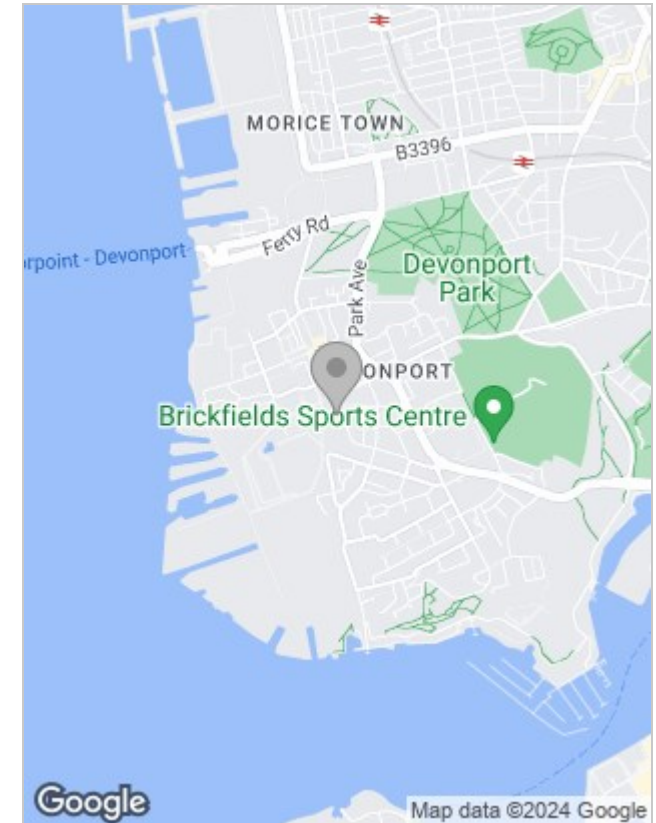 MORICE TOWN
B3396
Ferry Rd
rpoint - Devonport
Park Ave
Devonport
Park
ONPORT
Brickfields Sports Centre
Google
Map data ©2024 Google